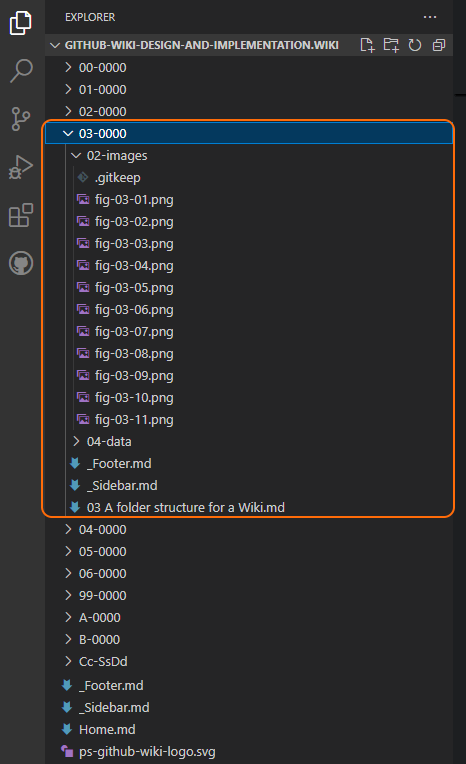 EXPLORER
GITHUB-WIKI-DESIGN-AND-IMPLEMENTATION.WIKI
00-0000
01-0000
02-0000
03-0000
02-images
.gitkeep
fig-03-01.png
fig-03-02.png
fig-03-03.png
fig-03-04.png
fig-03-05.png
fig-03-06.png
fig-03-07.png
fig-03-08.png
fig-03-09.png
fig-03-10.png
fig-03-11.png
04-data
_Footer.md
_Sidebar.md
03 A folder structure for a Wiki.md
04-0000
05-0000
06-0000
99-0000
A-0000
B-0000
Cc-SsDd
_Footer.md
_Sidebar.md
Home.md
ps-github-wiki-logo.svg